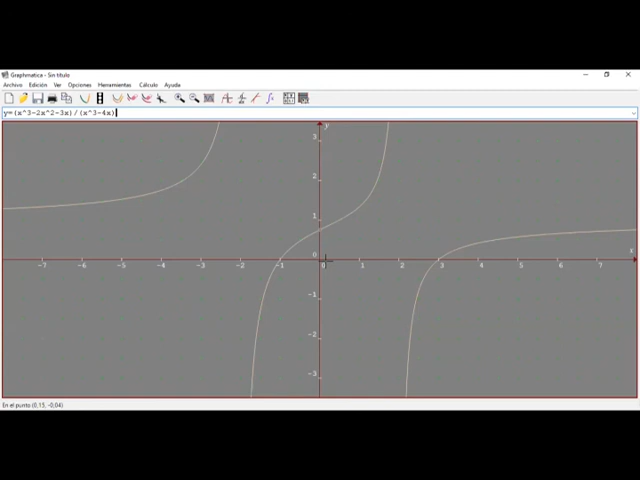 Graphmatica - Sin titulo
Archivo Edición Ver Opciones Herramientas Cálculo Ayuda
y=(x^3-2x^2-3x)/(x^3-4x)
y
3
2
1
0
x
-7 -6 -5 -4 -3 -2 -1 0 1 2 3 4 5 6 7
-1
-2
-3
En el punto: (0,15, -0,04)